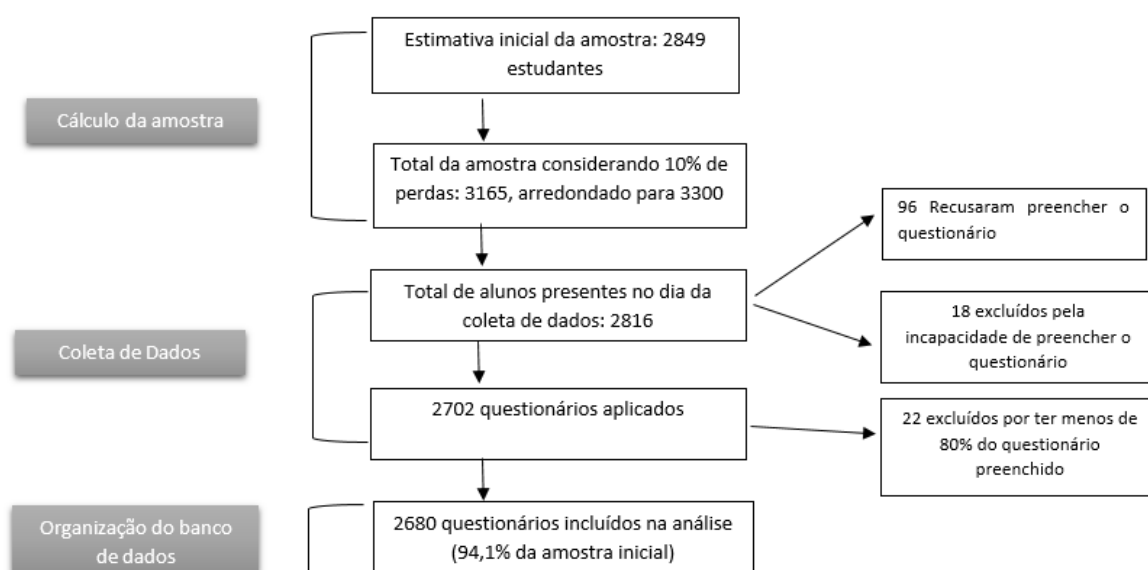 Estimativa inicial da amostra: 2849
estudantes
Cálculo da amostra
Total da amostra considerando 10% de
perdas: 3165, arredondado para 3300
96 Recusaram preencher o
questionário
Total de alunos presentes no dia da
coleta de dados: 2816
18 excluídos pela
incapacidade de preencher o
questionário
Coleta de Dados
2702 questionários aplicados
22 excluídos por ter menos de
80% do questionário
preenchido
Organização do banco
de dados
2680 questionários incluídos na análise
(94,1% da amostra inicial)